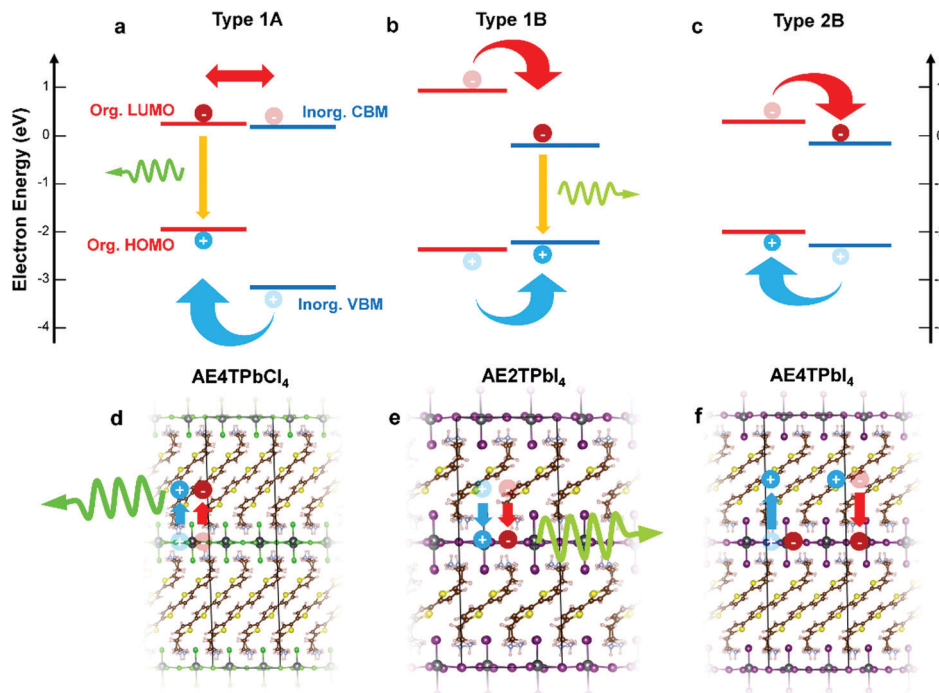 a Type 1A
b Type 1B
c Type 2B
Electron Energy (eV)
1
0
-1
-2
-3
-4
Org. LUMO
Inorg. CBM
Org. HOMO
Inorg. VBM
- - - - - -
+ + + + + +
AE4TPbCl₄
AE2TPbI₄
AE4TPbI₄
d
e
f
+ -
+ -
+ + -
- -